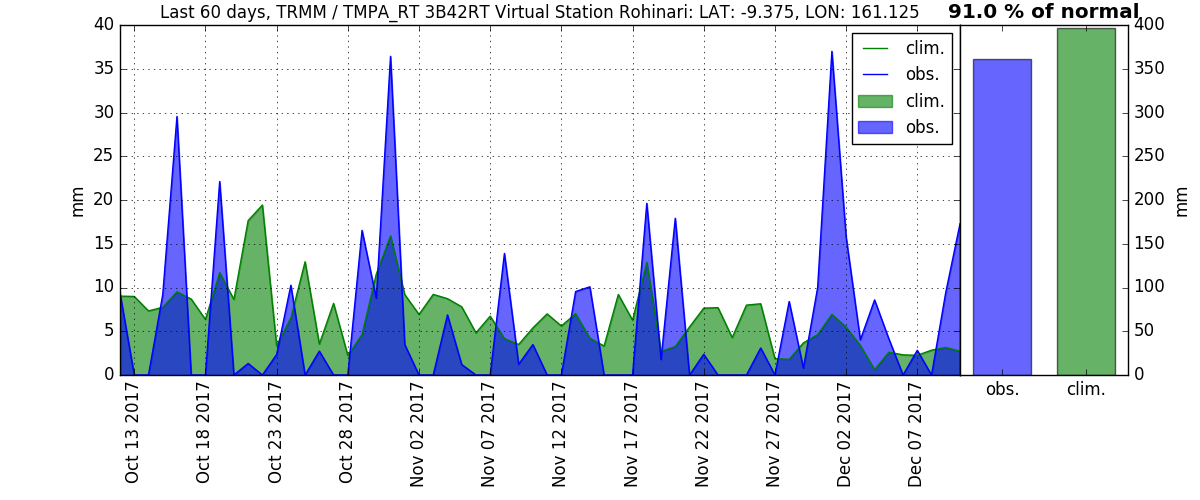 Last 60 days, TRMM / TMPA_RT 3B42RT Virtual Station Rohinari: LAT: -9.375, LON: 161.125
91.0 % of normal
mm
40
35
30
25
20
15
10
5
0
clim.
obs.
clim.
obs.
400
350
300
250
200
150
100
50
0
mm
Oct 13 2017
Oct 18 2017
Oct 23 2017
Oct 28 2017
Nov 02 2017
Nov 07 2017
Nov 12 2017
Nov 17 2017
Nov 22 2017
Nov 27 2017
Dec 02 2017
Dec 07 2017
obs.
clim.